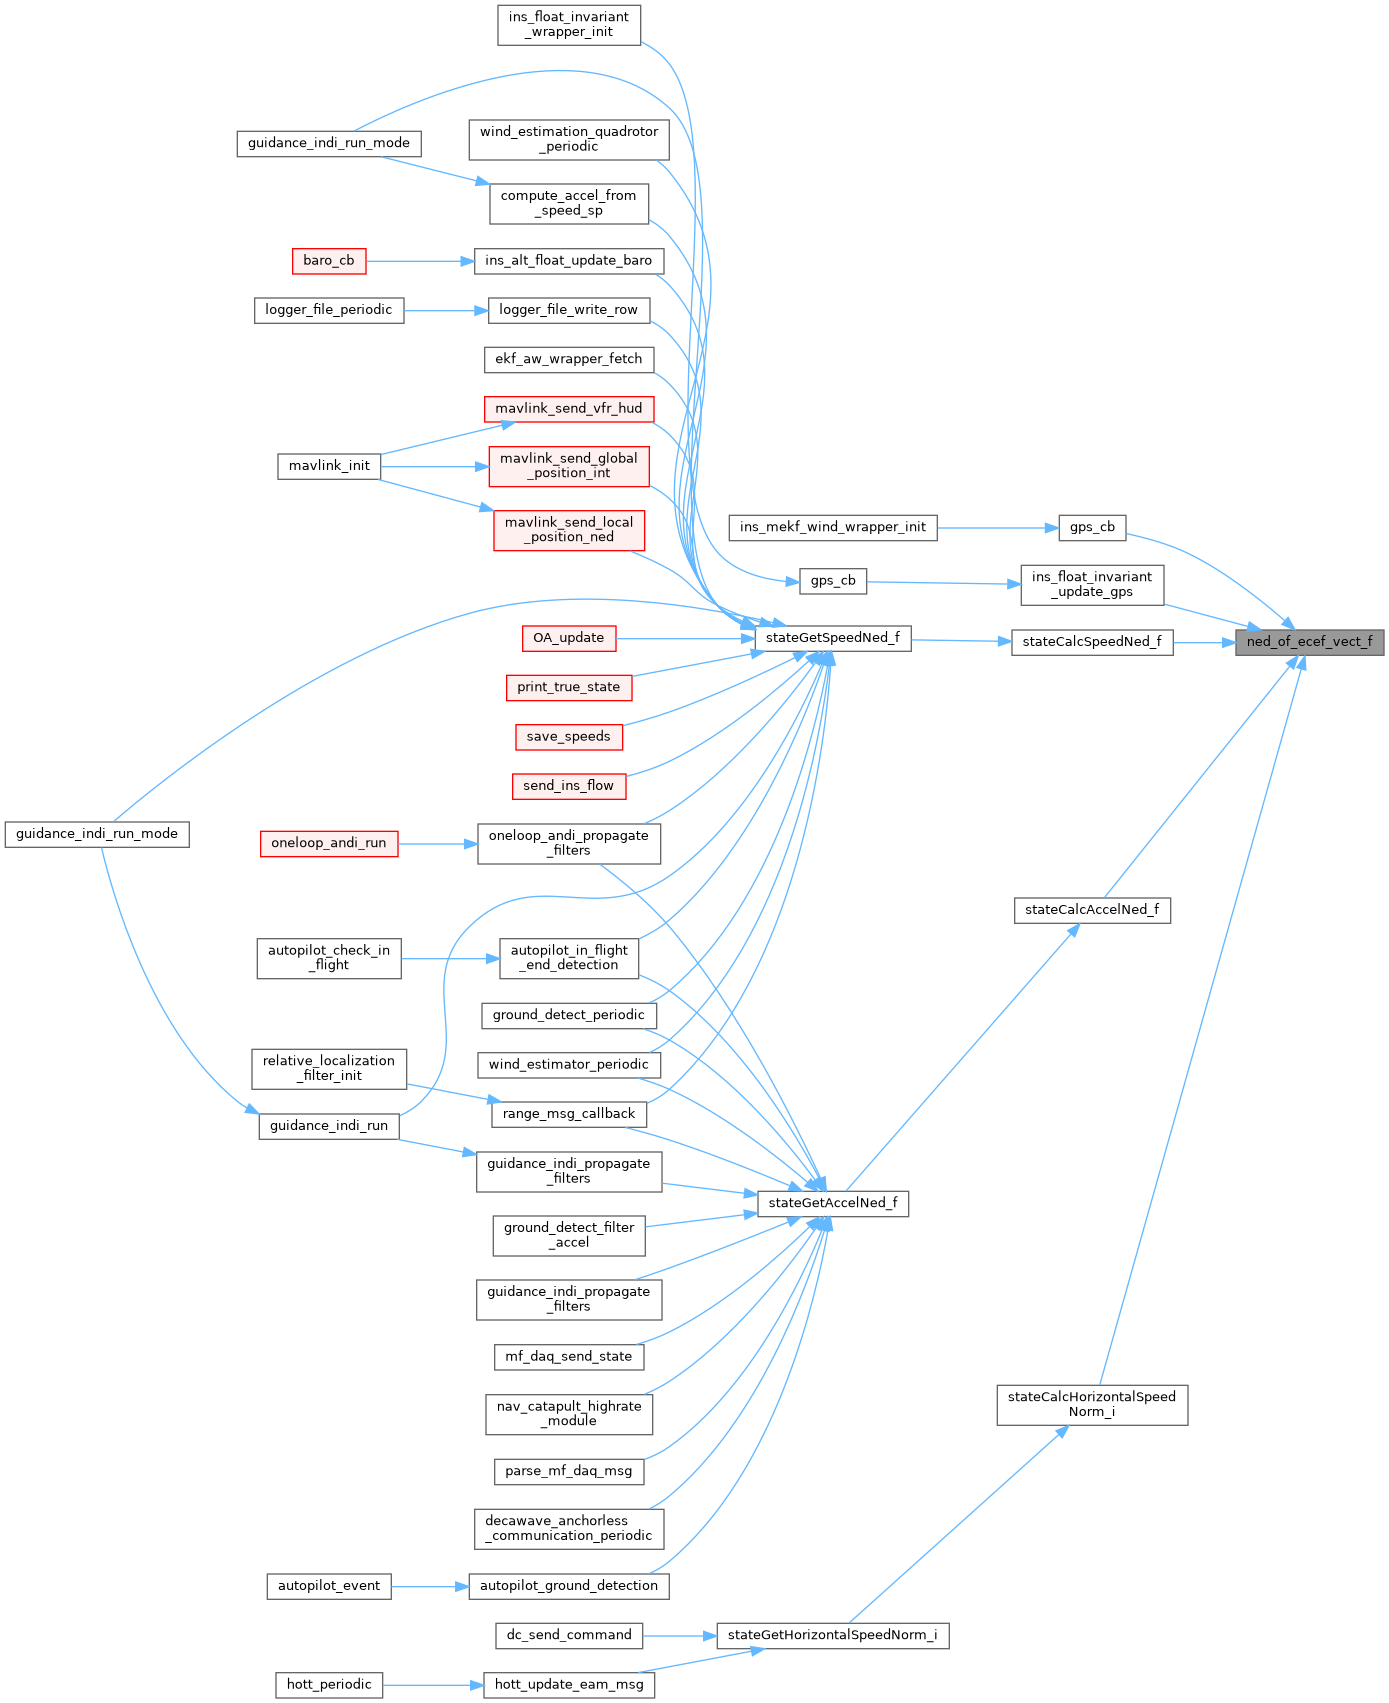 ins_float_invariant
_wrapper_init
guidance_indi_run_mode
wind_estimation_quadrotor
_periodic
compute_accel_from
_speed_sp
baro_cb
ins_alt_float_update_baro
logger_file_periodic
logger_file_write_row
ekf_aw_wrapper_fetch
mavlink_send_vfr_hud
mavlink_init
mavlink_send_global
_position_int
mavlink_send_local
_position_ned
ins_mekf_wind_wrapper_init
gps_cb
gps_cb
ins_float_invariant
_update_gps
OA_update
stateGetSpeedNed_f
stateCalcSpeedNed_f
ned_of_ecef_vect_f
print_true_state
save_speeds
send_ins_flow
guidance_indi_run_mode
oneloop_andi_run
oneloop_andi_propagate
_filters
stateCalcAccelNed_f
autopilot_check_in
_flight
autopilot_in_flight
_end_detection
ground_detect_periodic
relative_localization
_filter_init
wind_estimator_periodic
range_msg_callback
guidance_indi_run
guidance_indi_propagate
_filters
stateGetAccelNed_f
ground_detect_filter
_accel
guidance_indi_propagate
_filters
mf_daq_send_state
nav_catapult_highrate
_module
stateCalcHorizontalSpeed
Norm_i
parse_mf_daq_msg
decawave_anchorless
_communication_periodic
autopilot_event
autopilot_ground_detection
dc_send_command
stateGetHorizontalSpeedNorm_i
hott_periodic
hott_update_eam_msg